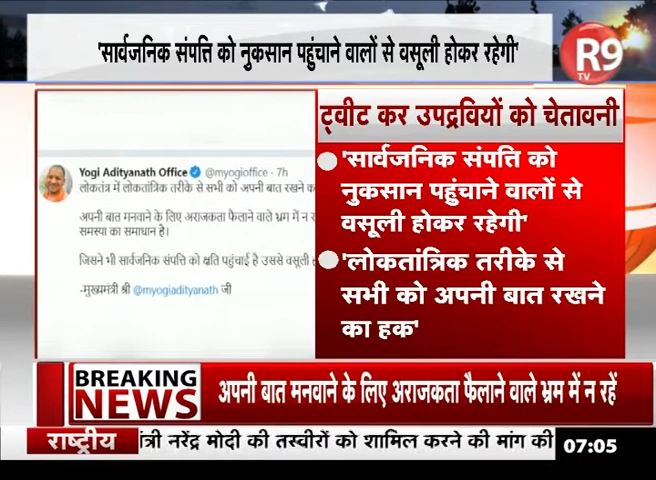 'सार्वजनिक संपत्ति को नुकसान पहुंचाने वालों से वसूली होकर रहेगी'
R9
TV
Yogi Adityanath Office @myogioffice · 7h
लोकतंत्र में लोकतांत्रिक तरीके से सभी को अपनी बात रखने का
अपनी बात मनवाने के लिए अराजकता फैलाने वाले भ्रम में न
समस्या का समाधान है।
जिसने भी सार्वजनिक संपत्ति को क्षति पहुंचाई है उससे वसूली
-मुख्यमंत्री श्री @myogiadityanath जी
ट्वीट कर उपद्रवियों को चेतावनी
'सार्वजनिक संपत्ति को
नुकसान पहुंचाने वालों से
वसूली होकर रहेगी'
'लोकतांत्रिक तरीके से
सभी को अपनी बात रखने
का हक'
BREAKING
NEWS
अपनी बात मनवाने के लिए अराजकता फैलाने वाले भ्रम में न रहें
राष्ट्रीय
नरेंद्र मोदी की तस्वीरों को शामिल करने की मांग की
07:05